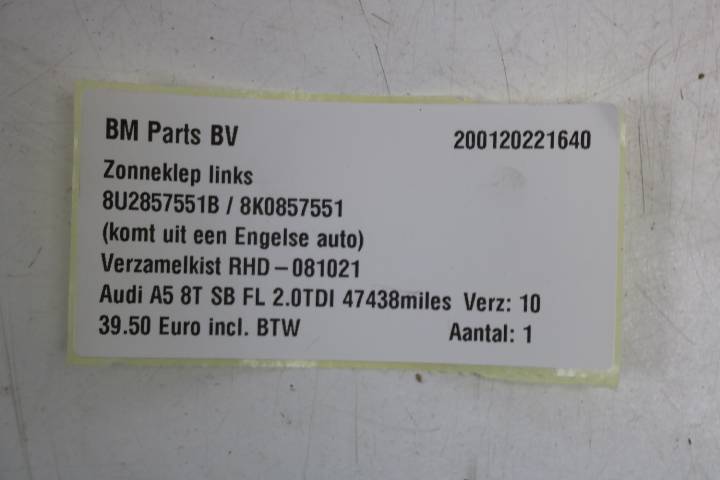 BM Parts BV 200120221640
Zonneklep links
8U2857551B / 8K0857551
(komt uit een Engelse auto)
Verzamelkist RHD - 081021
Audi A5 8T SB FL 2.0TDI 47438miles Verz: 10
39.50 Euro incl. BTW Aantal: 1